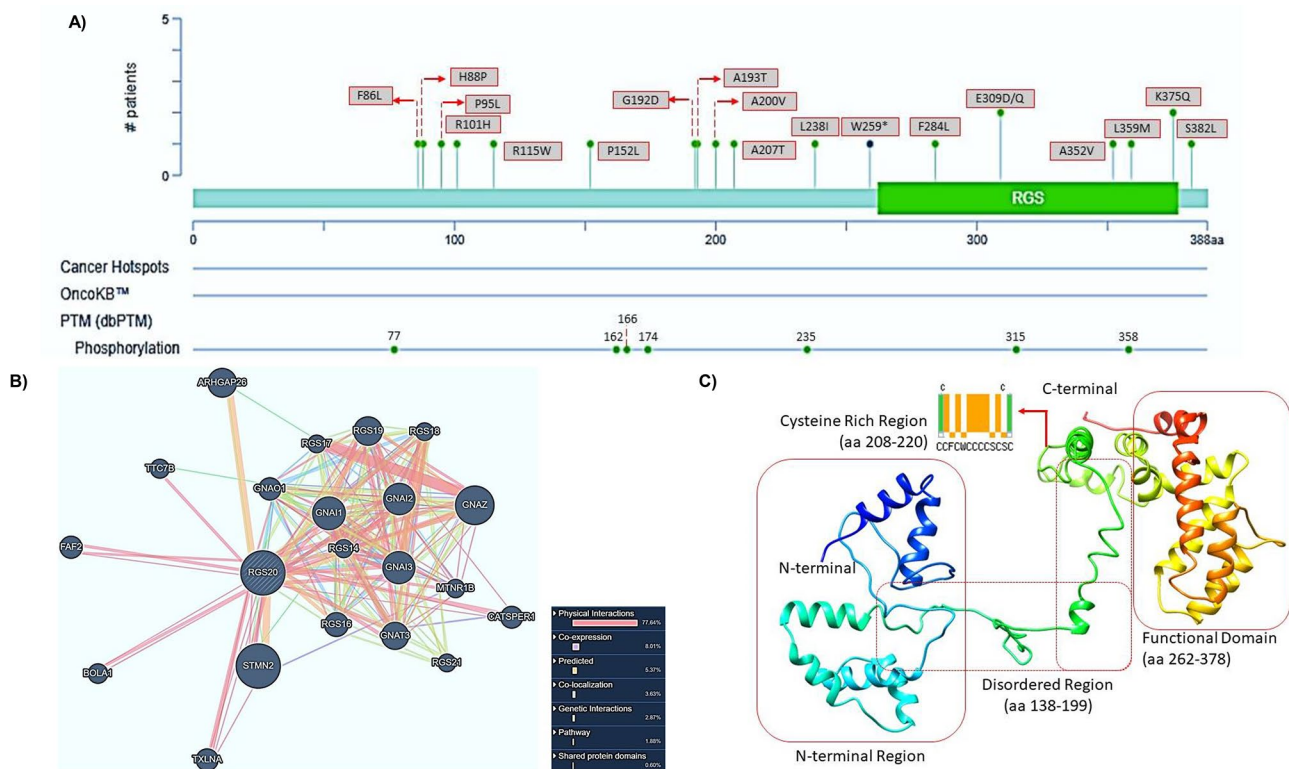 A)
5
0
# patients
F86L
H88P
P95L
R101H
R115W
P152L
G192D
A193T
A200V
A207T
L238I
W259*
F284L
E309D/Q
A352V
L359M
K375Q
S382L
RGS
0
100
200
300
388aa
Cancer Hotspots
OncoKB™
PTM (dbPTM)
Phosphorylation
77
162
166
174
235
315
358
B)
ARHGAP26
RGS17
RGS19
RGS18
TTC7B
GNAO1
GNAI2
GNAZ
GNAI1
FAF2
RGS14
RGS20
GNAI3
MTNR1B
CATSPER1
RGS16
GNAT3
RGS21
BOLA1
STMN2
TXLNA
Physical Interactions
77.64%
Co-expression
8.01%
Predicted
5.37%
Co-localization
3.63%
Genetic Interactions
2.87%
Pathway
1.88%
Shared protein domains
0.60%
C)
C C
Cysteine Rich Region
(aa 208-220)
CCFCWCCCCSCSC
C-terminal
N-terminal
Functional Domain
(aa 262-378)
Disordered Region
(aa 138-199)
N-terminal Region